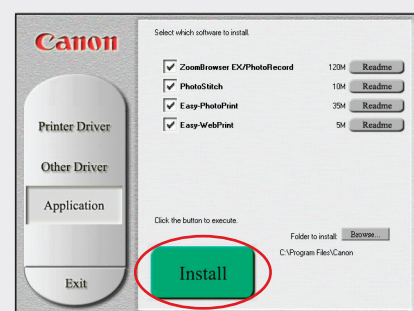 Canon
Select which software to install.
ZoomBrowser EX/PhotoRecord 120M Readme
PhotoStitch 10M Readme
Easy-PhotoPrint 35M Readme
Easy-WebPrint 5M Readme
Printer Driver
Other Driver
Application
Exit
Click the button to execute.
Folder to install: Browse...
C:\Program Files\Canon
Install